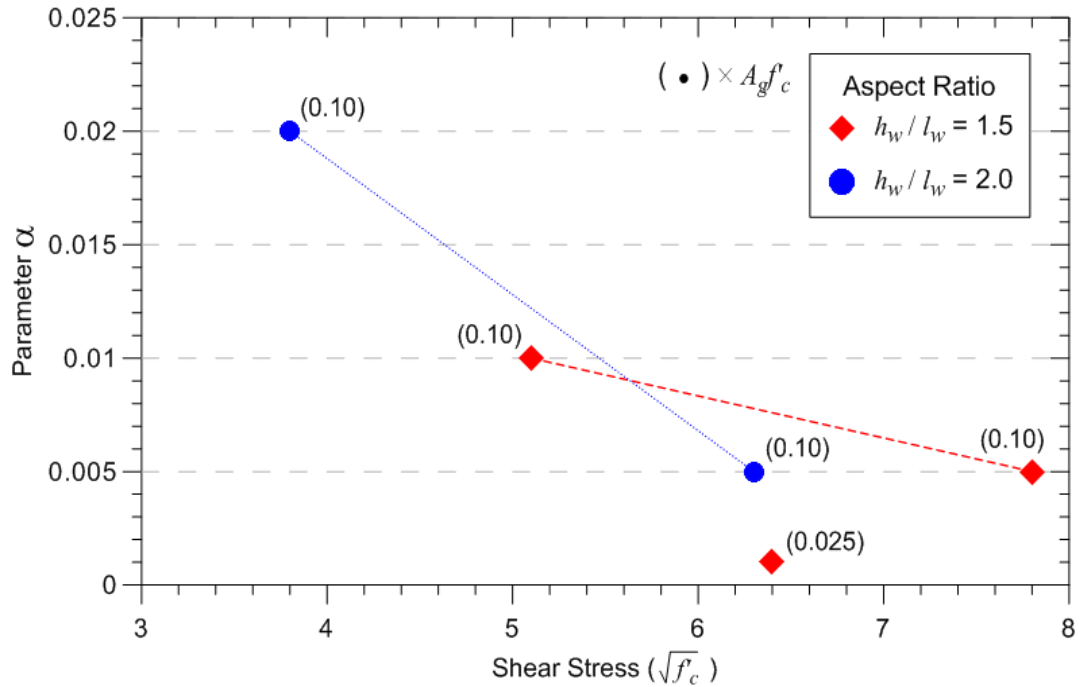 0.025
0.02
0.015
0.01
0.005
0
Parameter α
(0.10)
(0.10)
(0.10)
(0.10)
(0.025)
( • ) × A_g f'_c
Aspect Ratio
h_w / l_w = 1.5
h_w / l_w = 2.0
3 4 5 6 7 8
Shear Stress (√f'_c )